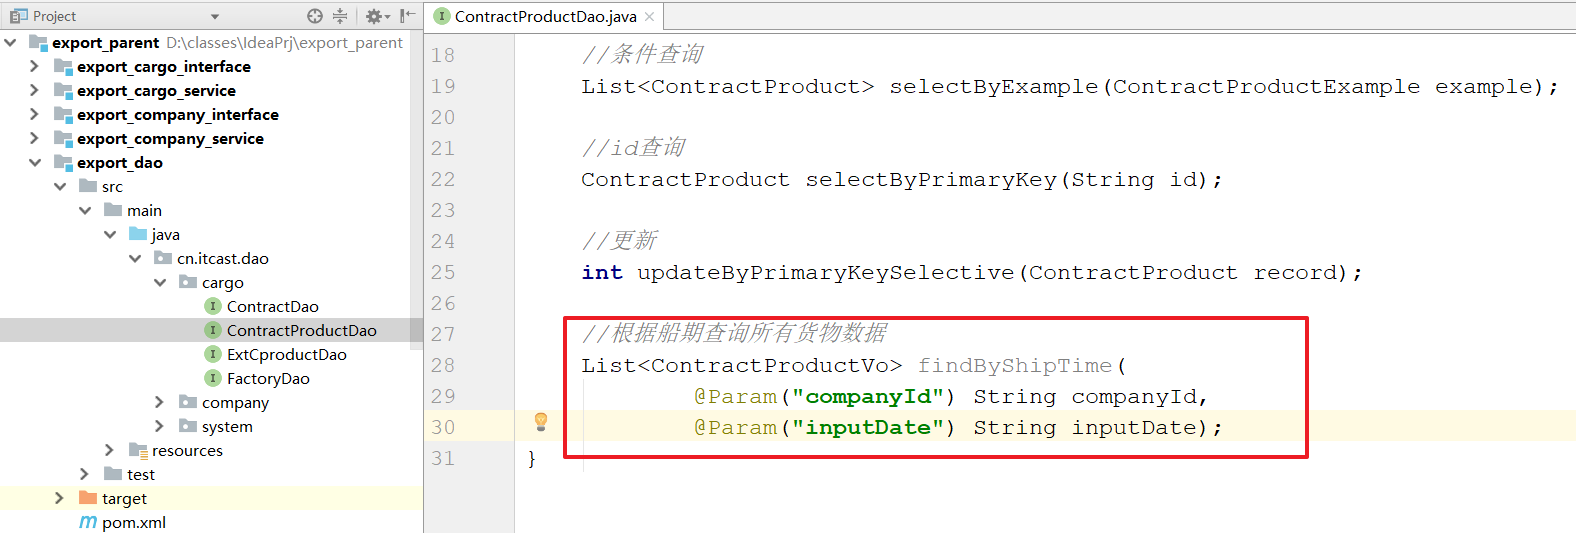 Project
export_parent D:\classes\IdeaPrj\export_parent
export_cargo_interface
export_cargo_service
export_company_interface
export_company_service
export_dao
src
main
java
cn.itcast.dao
cargo
I ContractDao
I ContractProductDao
I ExtCproductDao
I FactoryDao
company
system
resources
test
target
m pom.xml
I ContractProductDao.java
18 //条件查询
19 List<ContractProduct> selectByExample(ContractProductExample example);
20
21 //id查询
22 ContractProduct selectByPrimaryKey(String id);
23
24 //更新
25 int updateByPrimaryKeySelective(ContractProduct record);
26
27 //根据船期查询所有货物数据
28 List<ContractProductVo> findByShipTime(
29 @Param("companyId") String companyId,
30 @Param("inputDate") String inputDate);
31 }